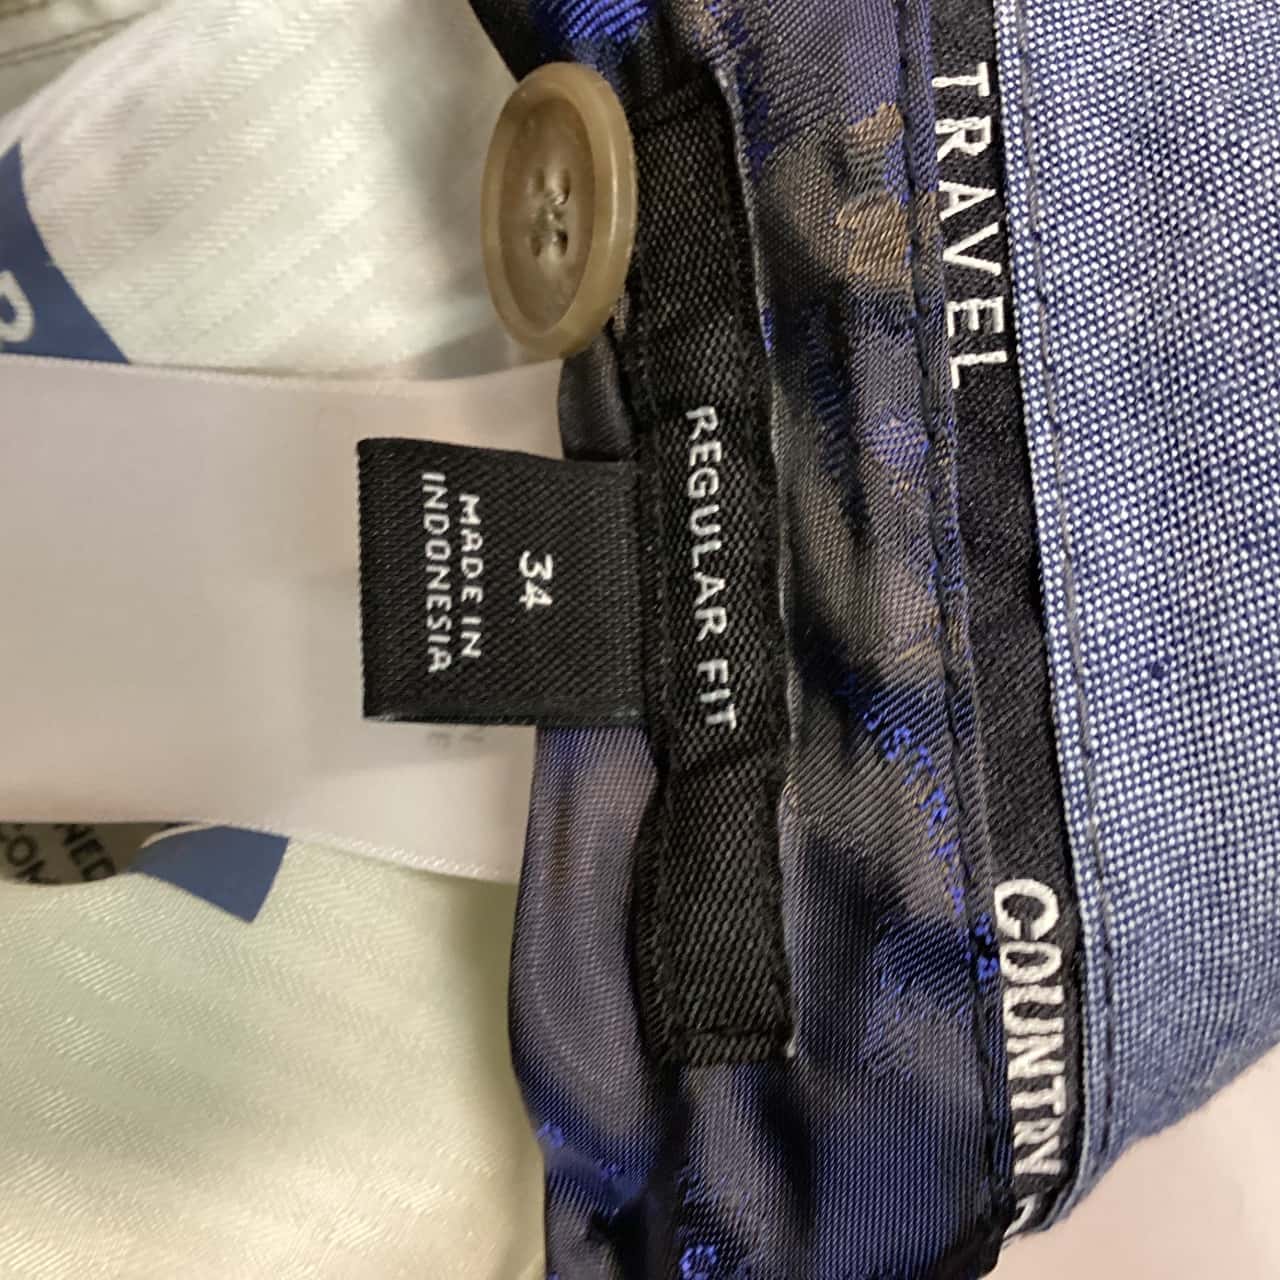 TRAVEL
COUNTRY
REGULAR FIT
34
MADE IN
INDONESIA